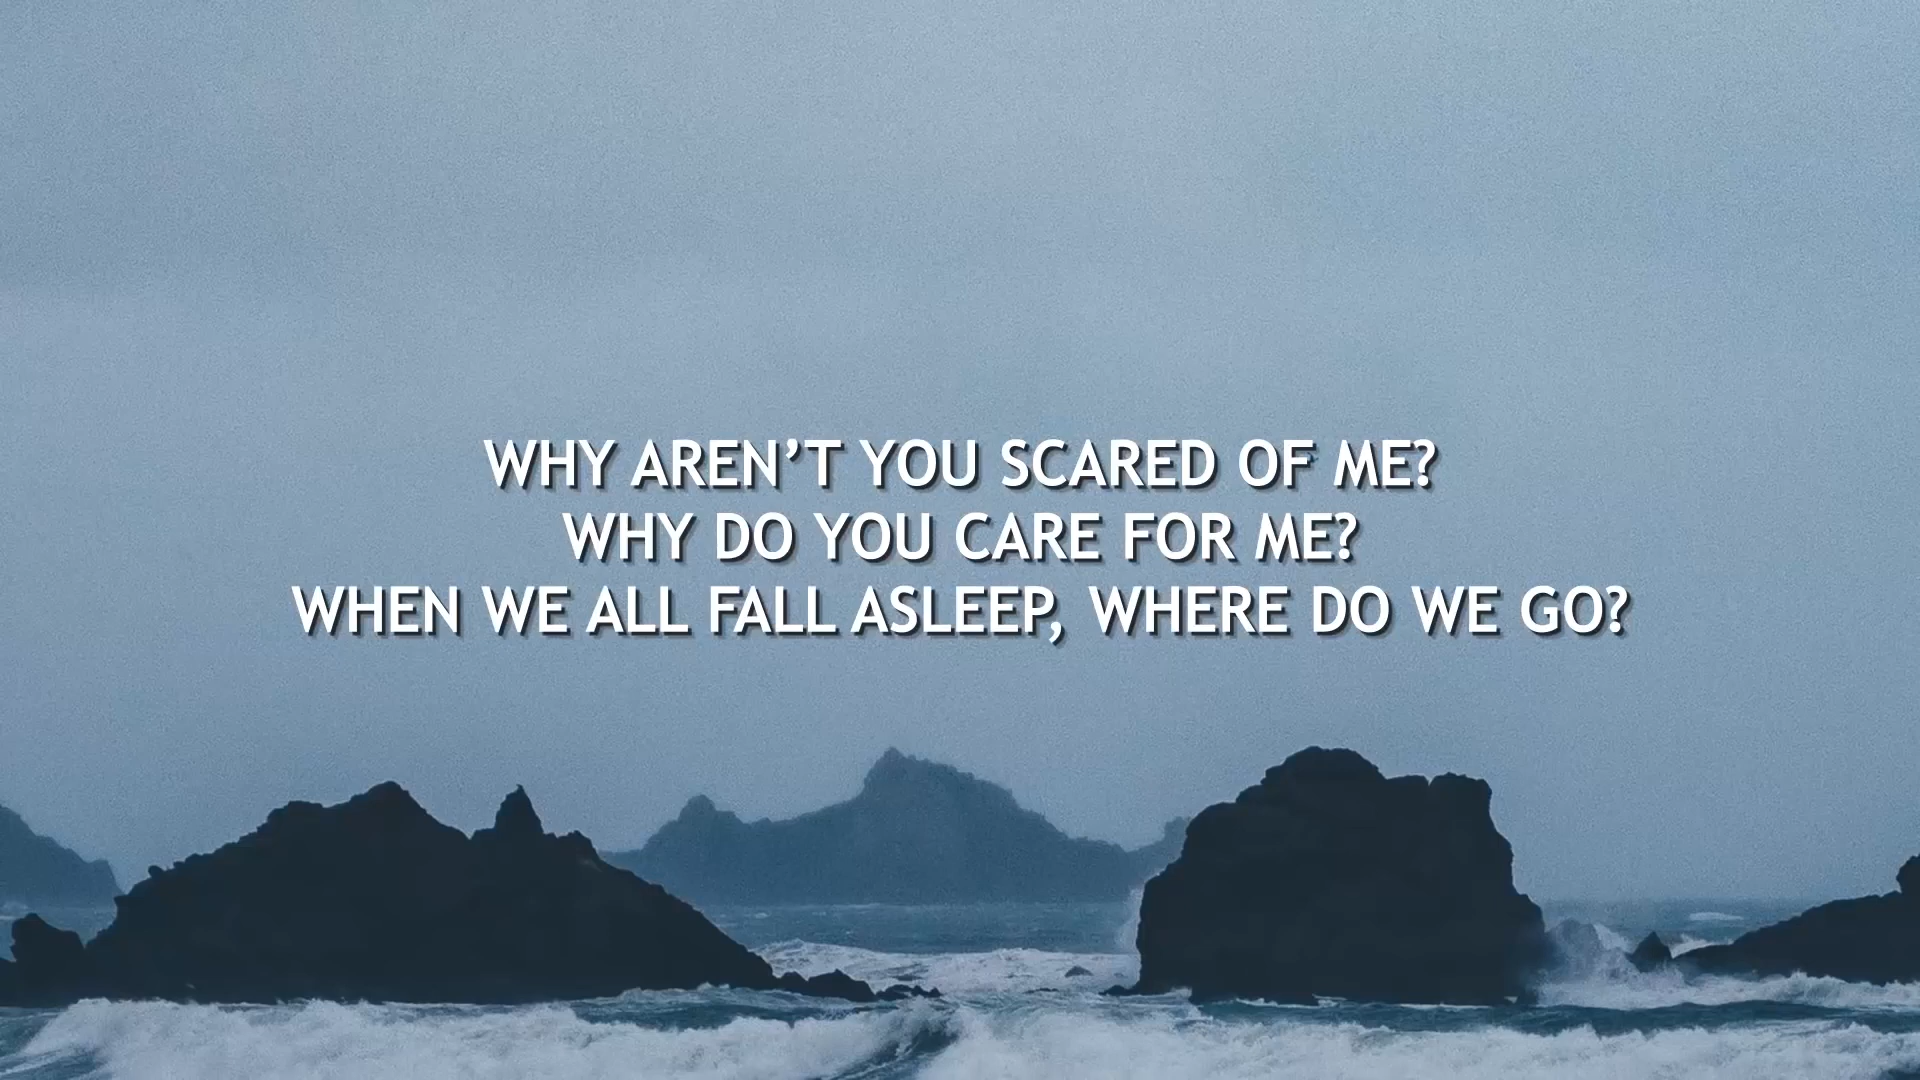 WHY AREN’T YOU SCARED OF ME?
WHY DO YOU CARE FOR ME?
WHEN WE ALL FALL ASLEEP, WHERE DO WE GO?